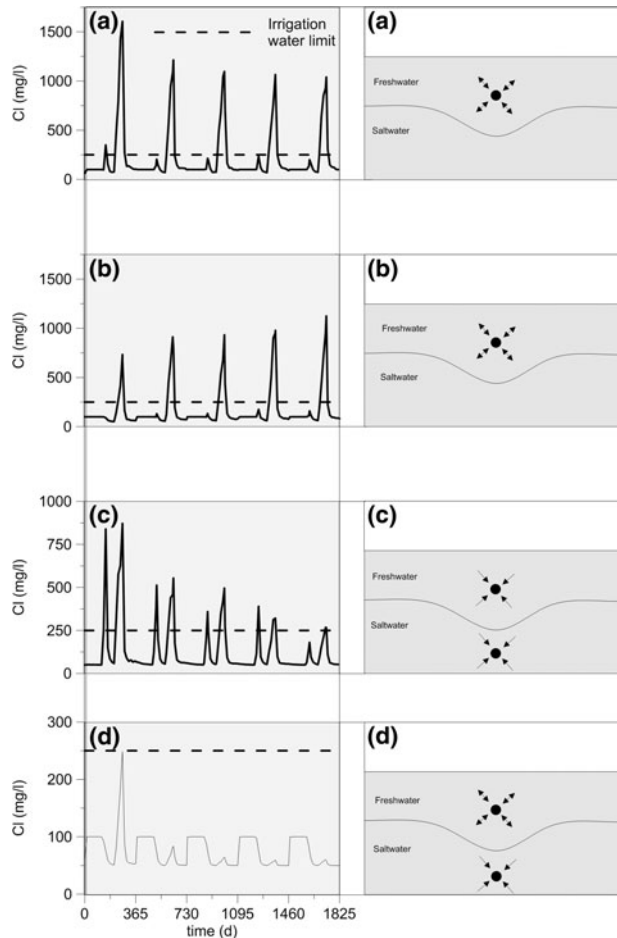 (a)
Irrigation
water limit
Cl (mg/l)
1500
1000
500
0
(a)
Freshwater
Saltwater
(b)
Cl (mg/l)
1500
1000
500
0
(b)
Freshwater
Saltwater
(c)
Cl (mg/l)
1000
750
500
250
0
(c)
Freshwater
Saltwater
(d)
Cl (mg/l)
300
200
100
0
(d)
Freshwater
Saltwater
0 365 730 1095 1460 1825
time (d)